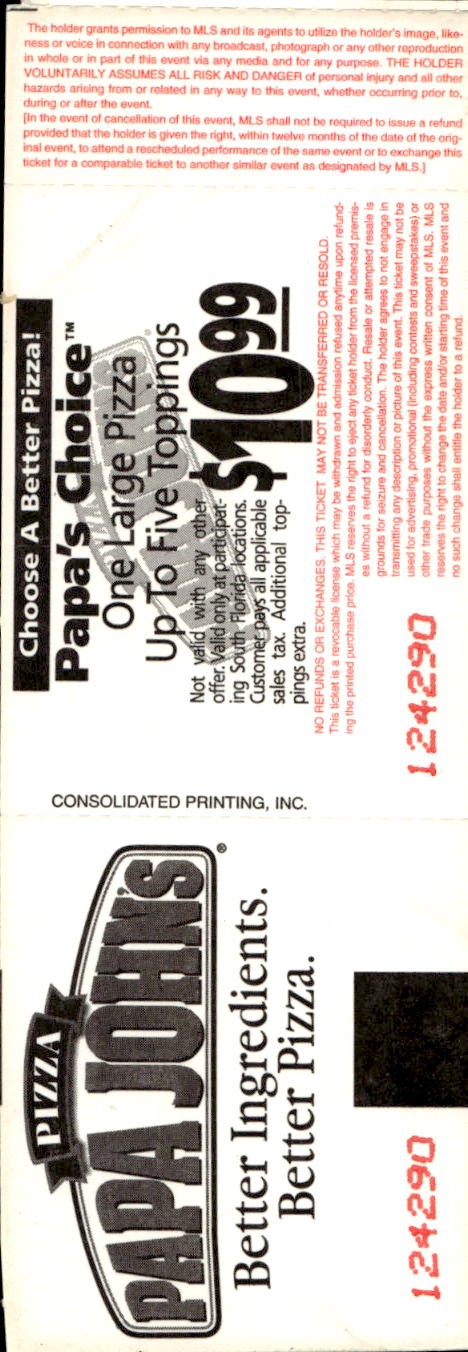 The holder grants permission to MLS and its agents to utilize the holder's image, like-
ness or voice in connection with any broadcast, photograph or any other reproduction
in whole or in part of this event via any media and for any purpose. THE HOLDER
VOLUNTARILY ASSUMES ALL RISK AND DANGER of personal injury and all other
hazards arising from or related in any way to this event, whether occurring prior to,
during or after the event.
[In the event of cancellation of this event, MLS shall not be required to issue a refund
provided that the holder is given the right, within twelve months of the date of the orig-
inal event, to attend a rescheduled performance of the same event or to exchange this
ticket for a comparable ticket to another similar event as designated by MLS.]
Choose A Better Pizza!
Papa's Choice™
One Large Pizza
Up To Five Toppings
$10.99
Not valid with any other
offer. Valid only at participat-
ing South Florida locations.
Customer pays all applicable
sales tax. Additional top-
pings extra.
NO REFUNDS OR EXCHANGES. THIS TICKET MAY NOT BE TRANSFERRED OR RESOLD.
This ticket is a revocable license which may be withdrawn and admission refused anytime upon refund-
ing the printed purchase price. MLS reserves the right to eject any ticket holder from the licensed premis-
es without a refund for disorderly conduct. Resale or attempted resale is
grounds for seizure and cancellation. The holder agrees to not engage in
transmitting any description or picture of this event. This ticket may not be
used for advertising, promotional (including contests and sweepstakes) or
other trade purposes without the express written consent of MLS. MLS
reserves the right to change the date and/or starting time of this event and
no such change shall entitle the holder to a refund.
124290
CONSOLIDATED PRINTING, INC.
PIZZA
PAPA JOHN'S®
Better Ingredients.
Better Pizza.
124290